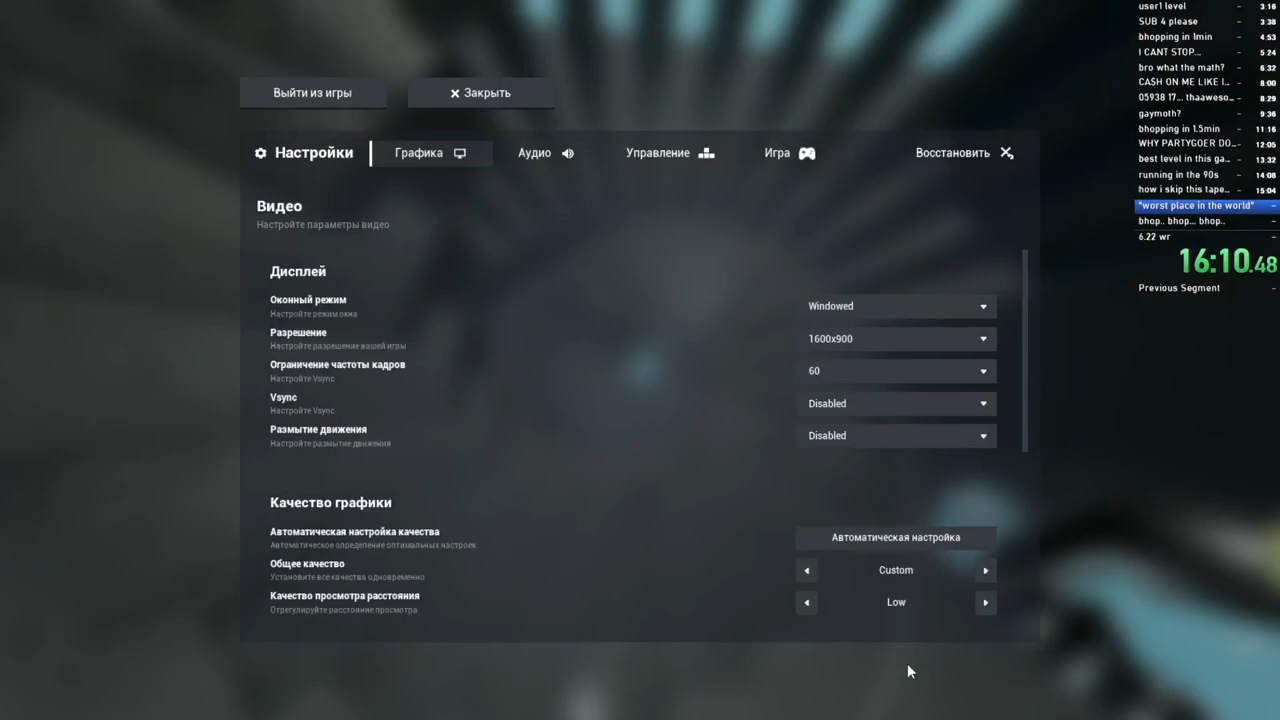 Выйти из игры
Закрыть
Настройки
Графика
Аудио
Управление
Игра
Восстановить
Видео
Настройте параметры видео
Дисплей
Оконный режим
Настройте режим окна
Windowed
Разрешение
Настройте разрешение вашей игры
1600x900
Ограничение частоты кадров
Настройте Vsync
60
Vsync
Настройте Vsync
Disabled
Размытие движения
Настройте размытие движения
Disabled
Качество графики
Автоматическая настройка качества
Автоматическое определение оптимальных настроек
Автоматическая настройка
Общее качество
Установите все качества одновременно
Custom
Качество просмотра расстояния
Отрегулируйте расстояние просмотра
Low
user1 level – 3:16
SUB 4 please – 3:38
bhopping in 1min – 4:53
I CANT STOP... – 5:24
bro what the math? – 6:32
CASH ON ME LIKE I... – 8:00
05938 17... thaaweso... – 8:29
gaymoth? – 9:36
bhopping in 1.5min – 11:16
WHY PARTYGOER DO... – 12:05
best level in this ga... – 13:32
running in the 90s – 14:08
how i skip this tape... – 15:04
"worst place in the world" –
bhop.. bhop... bhop.. –
6.22 wr –
16:10.48
Previous Segment –